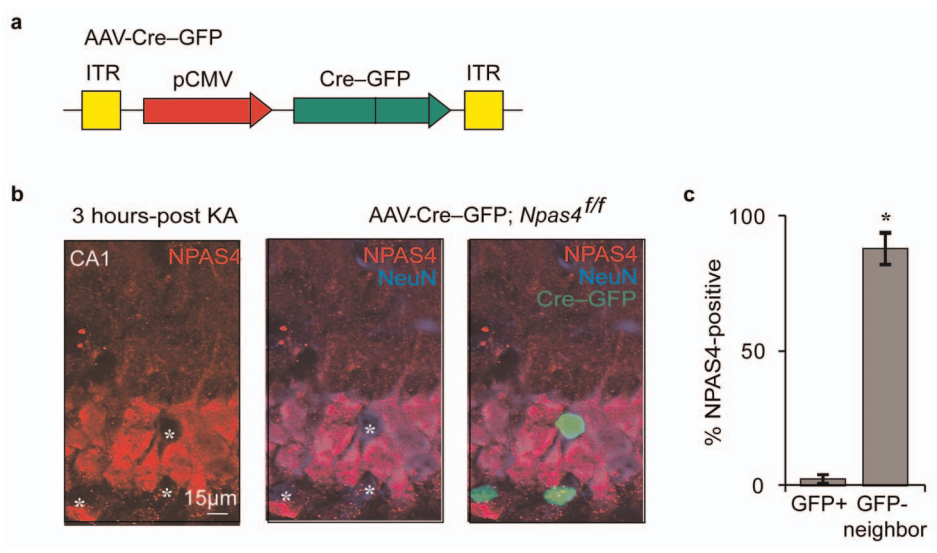 a
AAV-Cre–GFP
ITR
pCMV
Cre–GFP
ITR
b
3 hours-post KA
AAV-Cre–GFP; Npas4f/f
CA1
NPAS4
*
*
*
15μm
NPAS4
NeuN
*
*
*
NPAS4
NeuN
Cre–GFP
c
% NPAS4-positive
100
50
0
*
GFP+
GFP-
neighbor